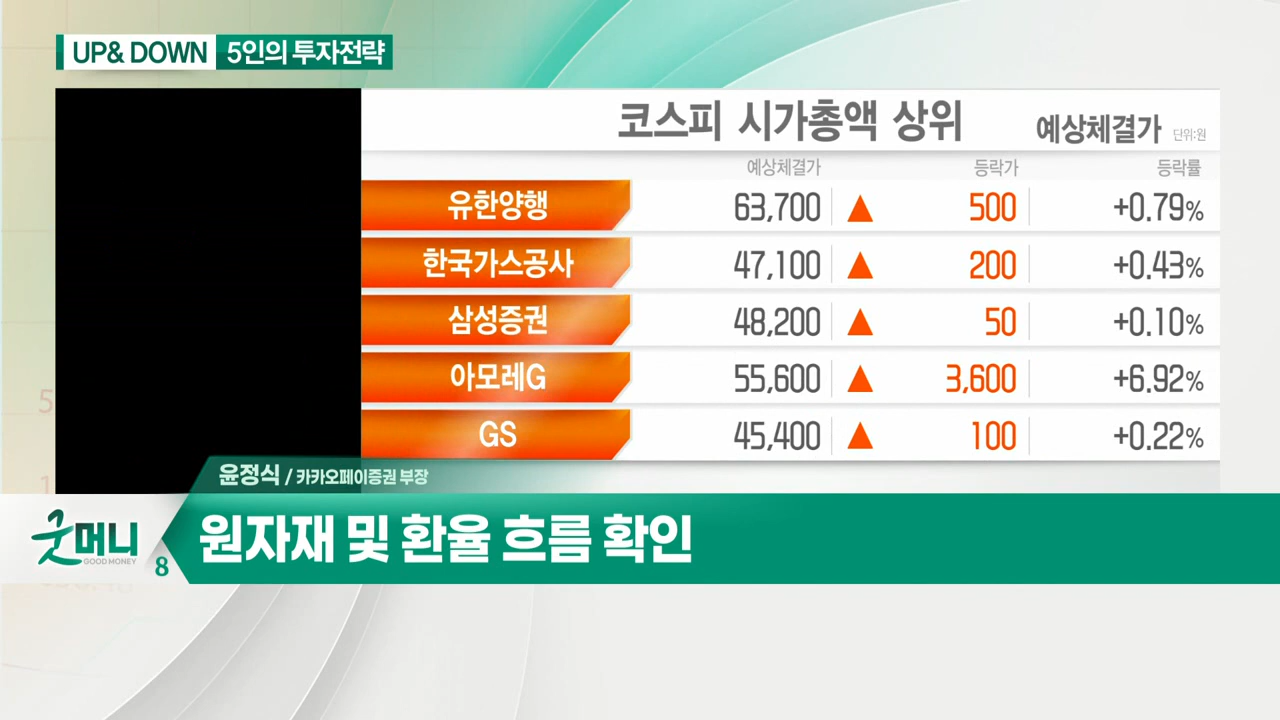 UP& DOWN 5인의 투자전략
코스피 시가총액 상위 예상체결가 단위:원
예상체결가 등락가 등락률
유한양행 63,700 ▲ 500 +0.79%
한국가스공사 47,100 ▲ 200 +0.43%
삼성증권 48,200 ▲ 50 +0.10%
아모레G 55,600 ▲ 3,600 +6.92%
GS 45,400 ▲ 100 +0.22%
윤정식 / 카카오페이증권 부장
원자재 및 환율 흐름 확인
굿머니
GOOD MONEY
8
5